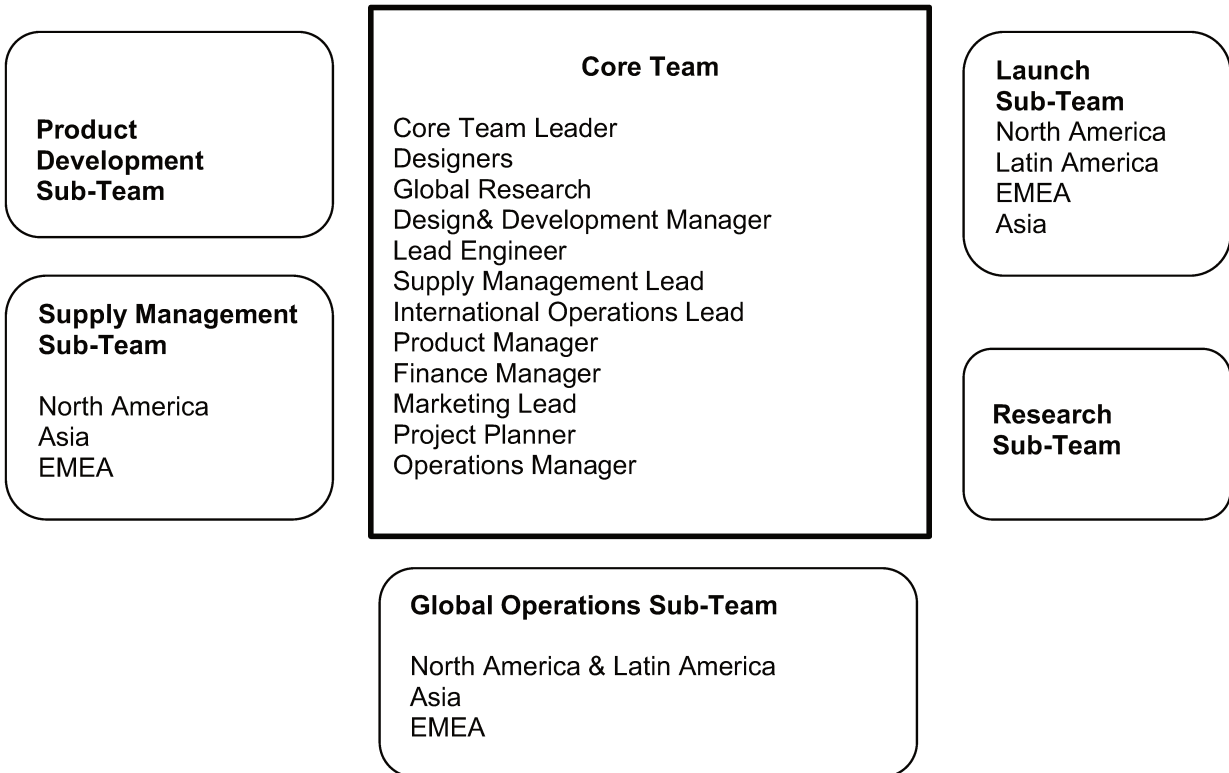 Product
Development
Sub-Team
Supply Management
Sub-Team
North America
Asia
EMEA
Core Team
Core Team Leader
Designers
Global Research
Design& Development Manager
Lead Engineer
Supply Management Lead
International Operations Lead
Product Manager
Finance Manager
Marketing Lead
Project Planner
Operations Manager
Launch
Sub-Team
North America
Latin America
EMEA
Asia
Research
Sub-Team
Global Operations Sub-Team
North America & Latin America
Asia
EMEA